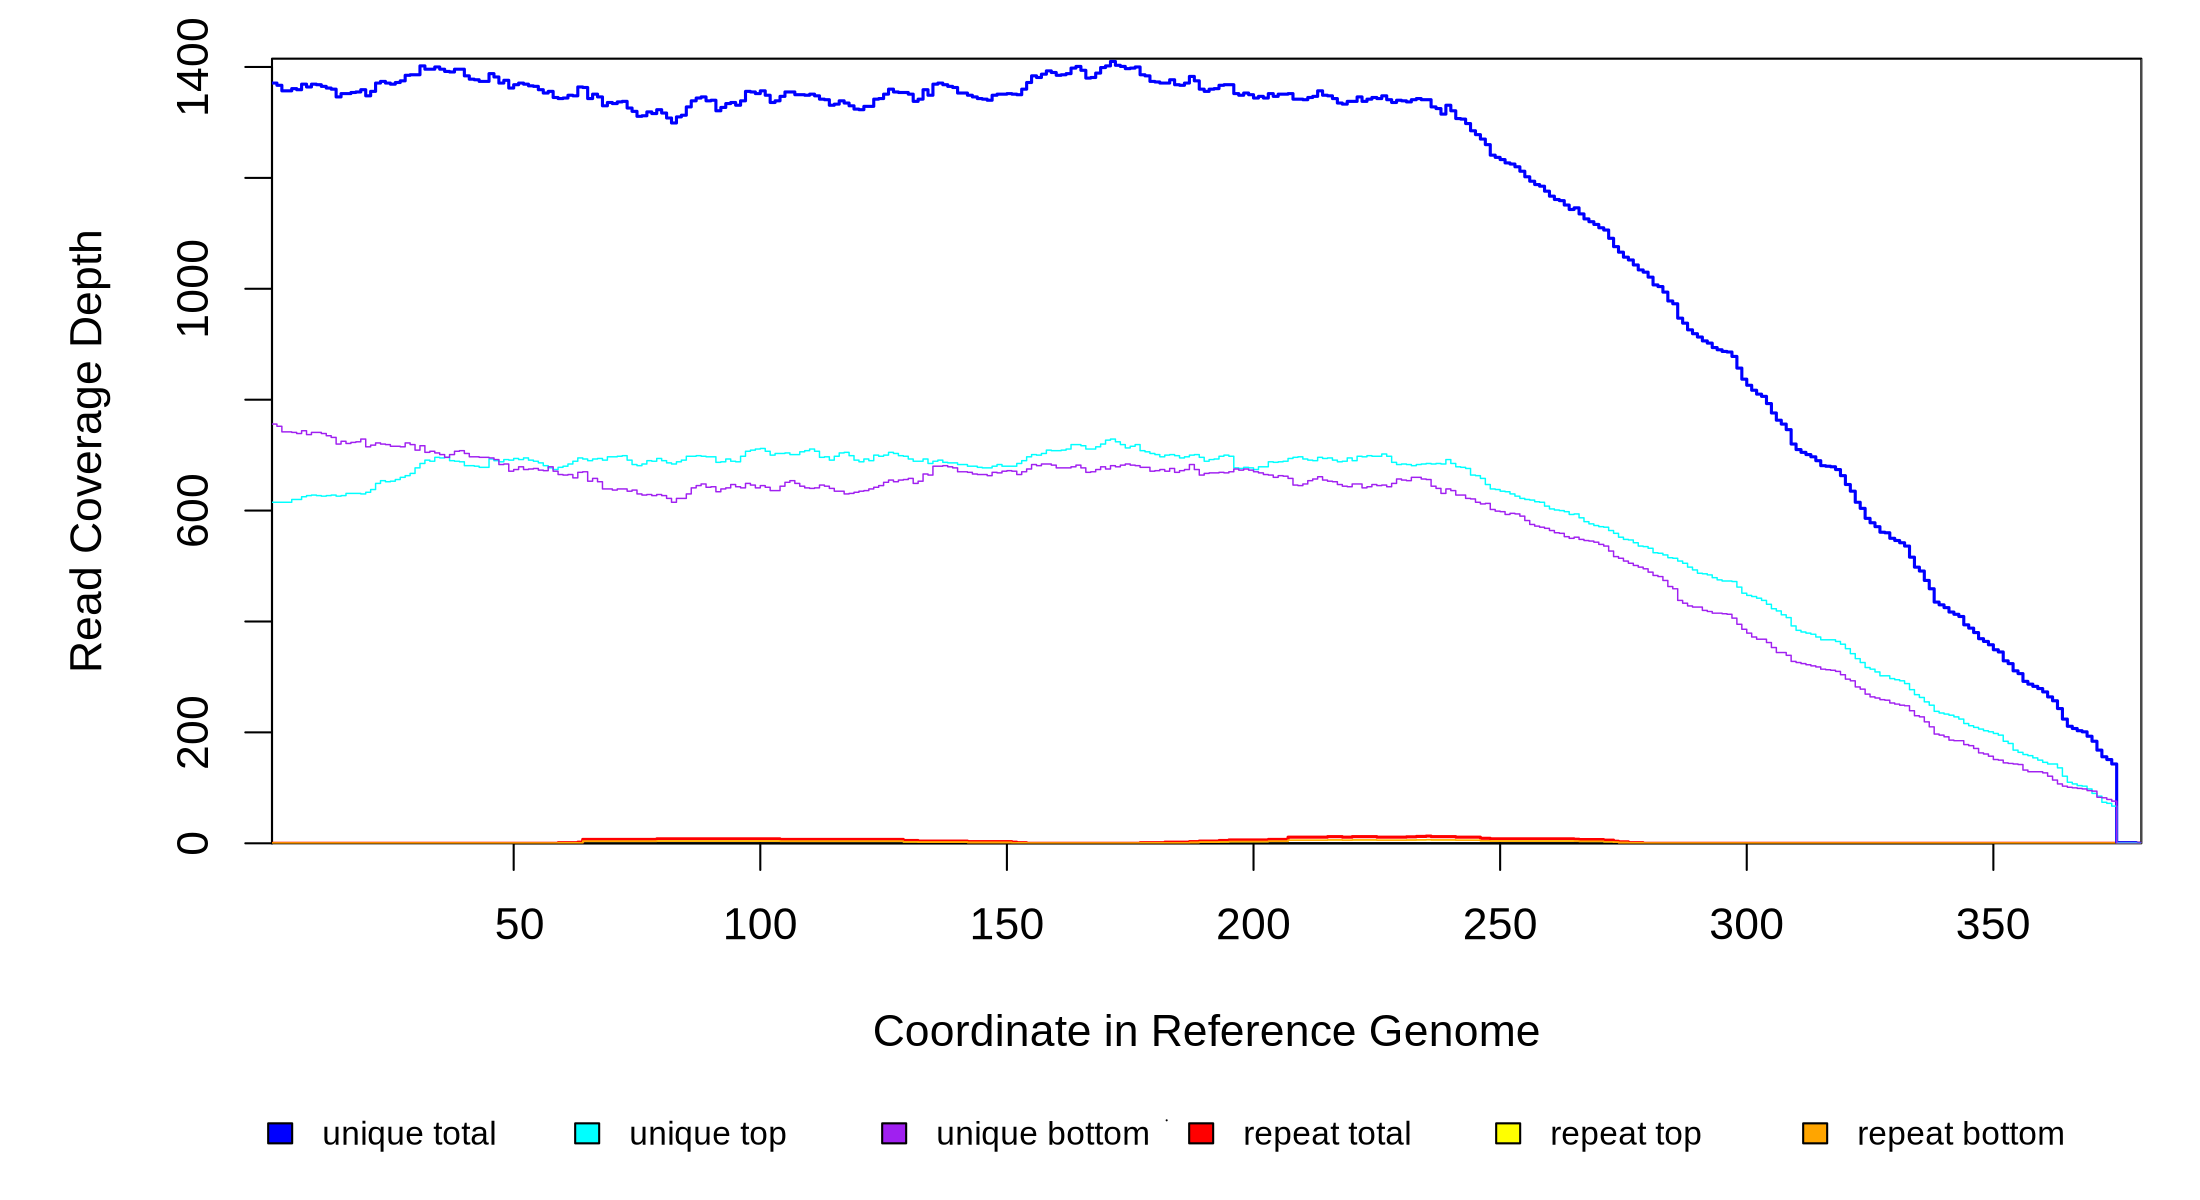 1400
1000
600
200
0
Read Coverage Depth
50 100 150 200 250 300 350
Coordinate in Reference Genome
unique total unique top unique bottom repeat total repeat top repeat bottom